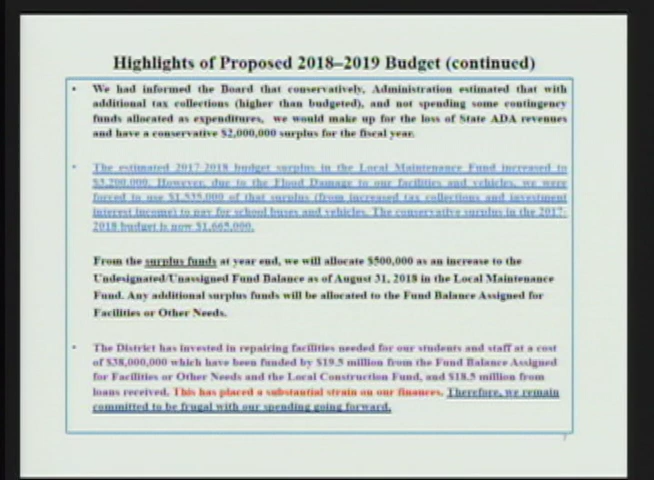 Highlights of Proposed 2018–2019 Budget (continued)
• We had informed the Board that conservatively, Administration estimated that with
additional tax collections (higher than budgeted), and not spending some contingency
funds allocated as expenditures, we would make up for the loss of State ADA revenues
and have a conservative $2,000,000 surplus for the fiscal year.
• The estimated 2017-2018 budget surplus in the Local Maintenance Fund increased to
$3,200,000. However, due to the Flood Damage to our facilities and vehicles, we were
forced to use $1,535,000 of that surplus (from increased tax collections and investment
interest income) to pay for school buses and vehicles. The conservative surplus in the 2017-
2018 budget is now $1,665,000.
From the surplus funds at year end, we will allocate $500,000 as an increase to the
Undesignated/Unassigned Fund Balance as of August 31, 2018 in the Local Maintenance
Fund. Any additional surplus funds will be allocated to the Fund Balance Assigned for
Facilities or Other Needs.
• The District has invested in repairing facilities needed for our students and staff at a cost
of $38,000,000 which have been funded by $19.5 million from the Fund Balance Assigned
for Facilities or Other Needs and the Local Construction Fund, and $18.5 million from
loans received. This has placed a substantial strain on our finances. Therefore, we remain
committed to be frugal with our spending going forward.